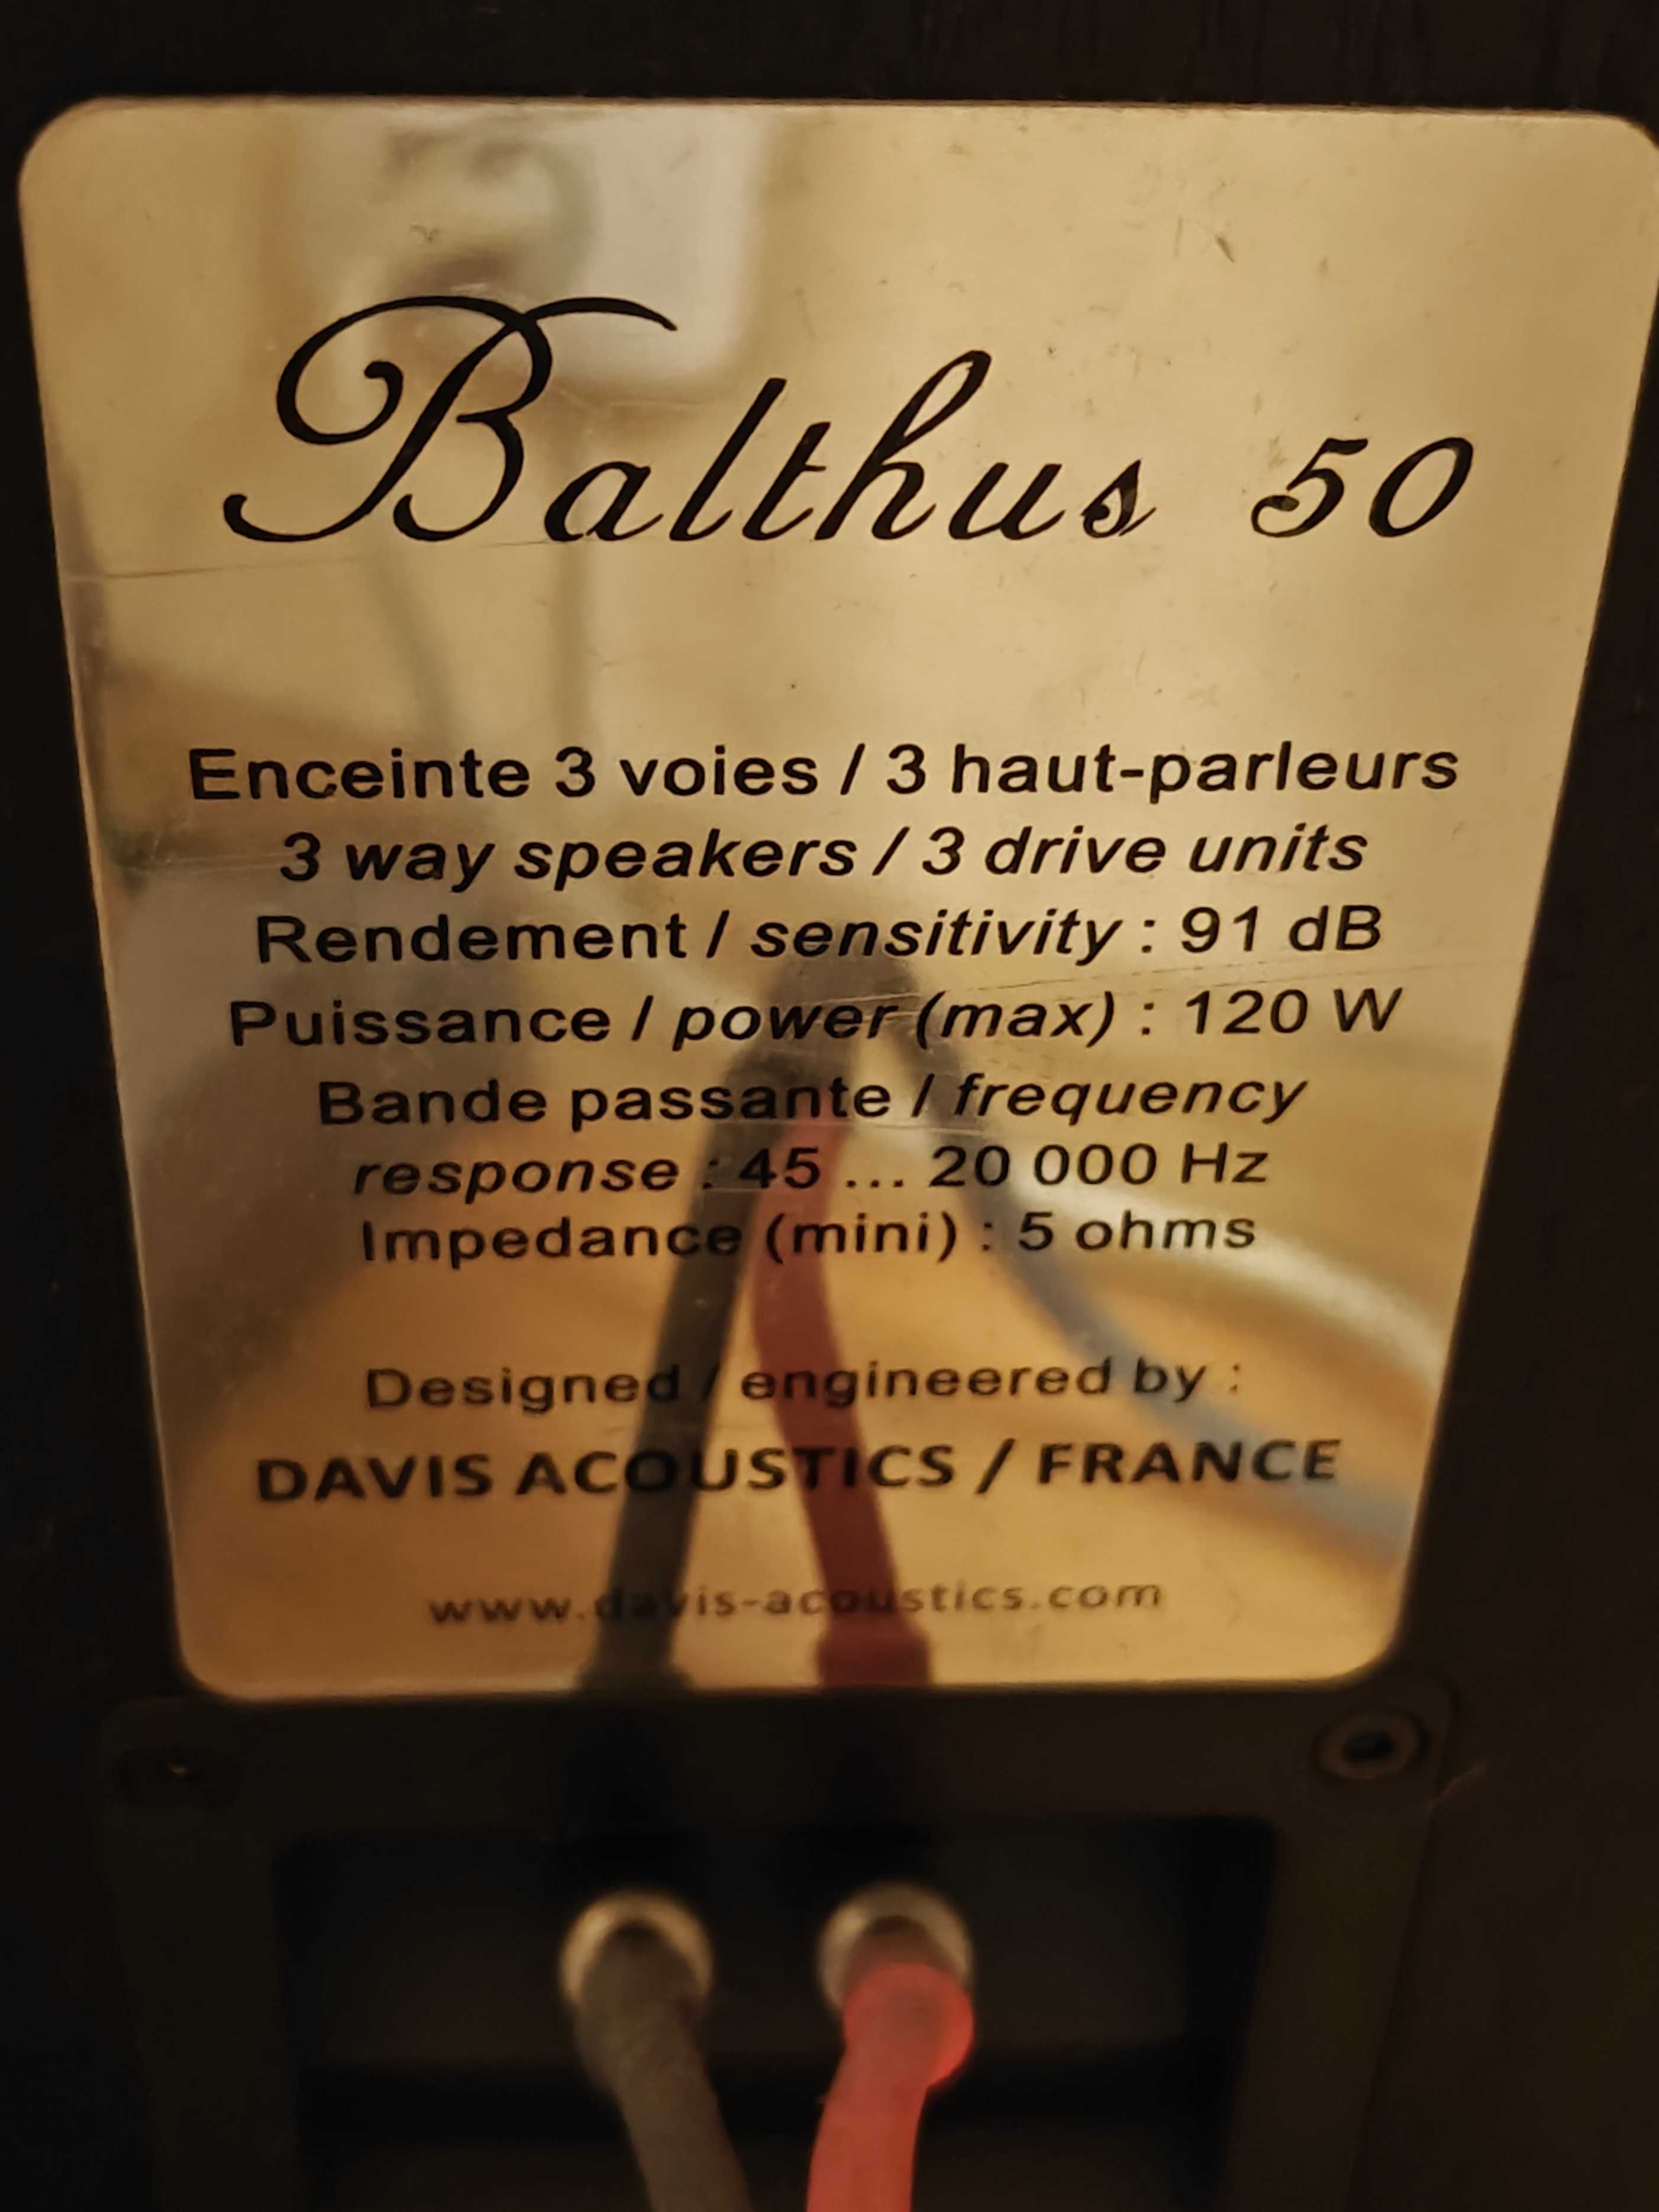 Balthus 50
Enceinte 3 voies / 3 haut-parleurs
3 way speakers / 3 drive units
Rendement / sensitivity : 91 dB
Puissance / power (max) : 120 W
Bande passante / frequency
response : 45 ... 20 000 Hz
Impedance (mini) : 5 ohms
Designed / engineered by :
DAVIS ACOUSTICS / FRANCE
www.davis-acoustics.com